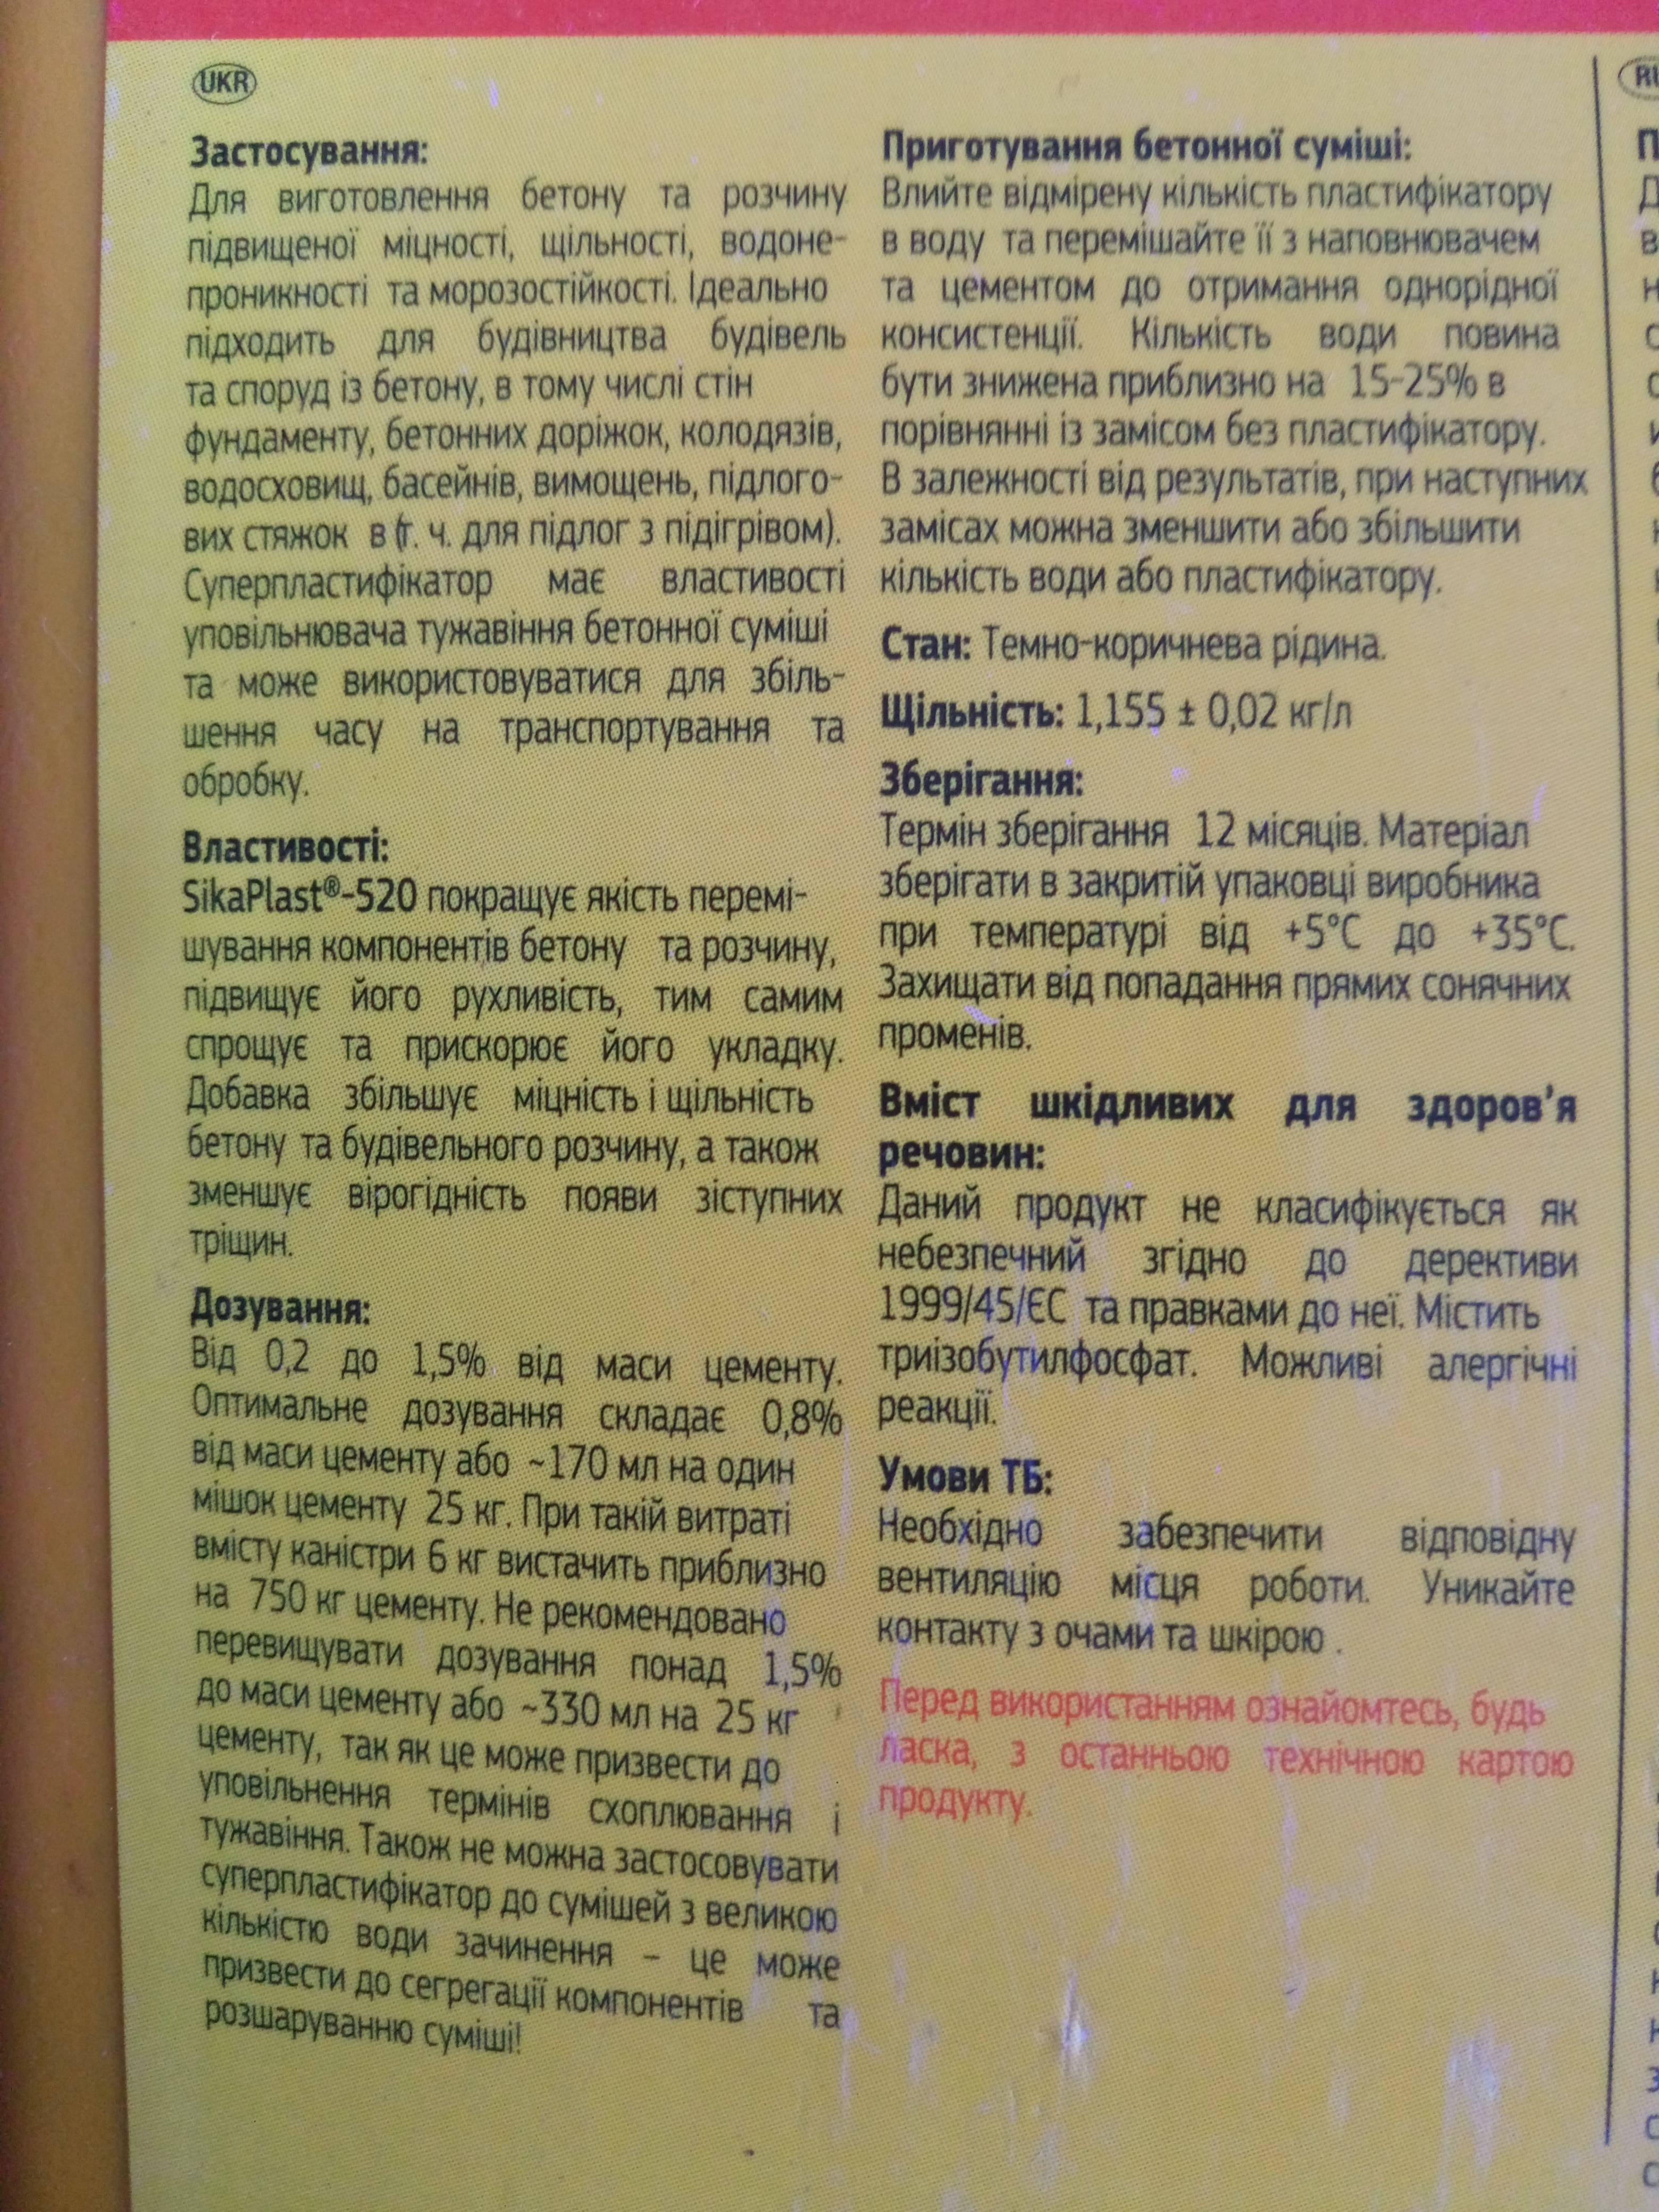 UKR
Застосування:
Для виготовлення бетону та розчину
підвищеної міцності, щільності, водоне-
проникності та морозостійкості. Ідеально
підходить для будівництва будівель
та споруд із бетону, в тому числі стін
фундаменту, бетонних доріжок, колодязів,
водосховищ, басейнів, вимощень, підлого-
вих стяжок в (т. ч. для підлог з підігрівом).
Суперпластифікатор має властивості
уповільнювача тужавіння бетонної суміші
та може використовуватися для збіль-
шення часу на транспортування та
обробку.
Властивості:
SikaPlast®-520 покращує якість перемі-
шування компонентів бетону та розчину,
підвищує його рухливість, тим самим
спрощує та прискорює його укладку.
Добавка збільшує міцність і щільність
бетону та будівельного розчину, а також
зменшує вірогідність появи зіступних
тріщин.
Дозування:
Від 0,2 до 1,5% від маси цементу.
Оптимальне дозування складає 0,8%
від маси цементу або ~170 мл на один
мішок цементу 25 кг. При такій витраті
вмісту каністри 6 кг вистачить приблизно
на 750 кг цементу. Не рекомендовано
перевищувати дозування понад 1,5%
до маси цементу або ~330 мл на 25 кг
цементу, так як це може призвести до
уповільнення термінів схоплювання і
тужавіння. Також не можна застосовувати
суперпластифікатор до сумішей з великою
кількістю води зачинення – це може
призвести до сегрегації компонентів та
розшаруванню суміші!
Приготування бетонної суміші:
Влийте відмірену кількість пластифікатору
в воду та перемішайте її з наповнювачем
та цементом до отримання однорідної
консистенції. Кількість води повина
бути знижена приблизно на 15-25% в
порівнянні із замісом без пластифікатору.
В залежності від результатів, при наступних
замісах можна зменшити або збільшити
кількість води або пластифікатору.
Стан: Темно-коричнева рідина.
Щільність: 1,155 ± 0,02 кг/л
Зберігання:
Термін зберігання 12 місяців. Матеріал
зберігати в закритій упаковці виробника
при температурі від +5°C до +35°C.
Захищати від попадання прямих сонячних
променів.
Вміст шкідливих для здоров'я
речовин:
Даний продукт не класифікується як
небезпечний згідно до дерективи
1999/45/ЄС та правками до неї. Містить
триізобутилфосфат. Можливі алергічні
реакції.
Умови ТБ:
Необхідно забезпечити відповідну
вентиляцію місця роботи. Уникайте
контакту з очами та шкірою .
Перед використанням ознайомтесь, будь
ласка, з останньою технічною картою
продукту.